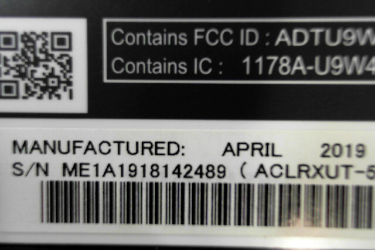 Contains FCC ID : ADTU9W
Contains IC : 1178A-U9W4
MANUFACTURED: APRIL 2019
S/N ME1A1918142489 ( ACLRXUT-5